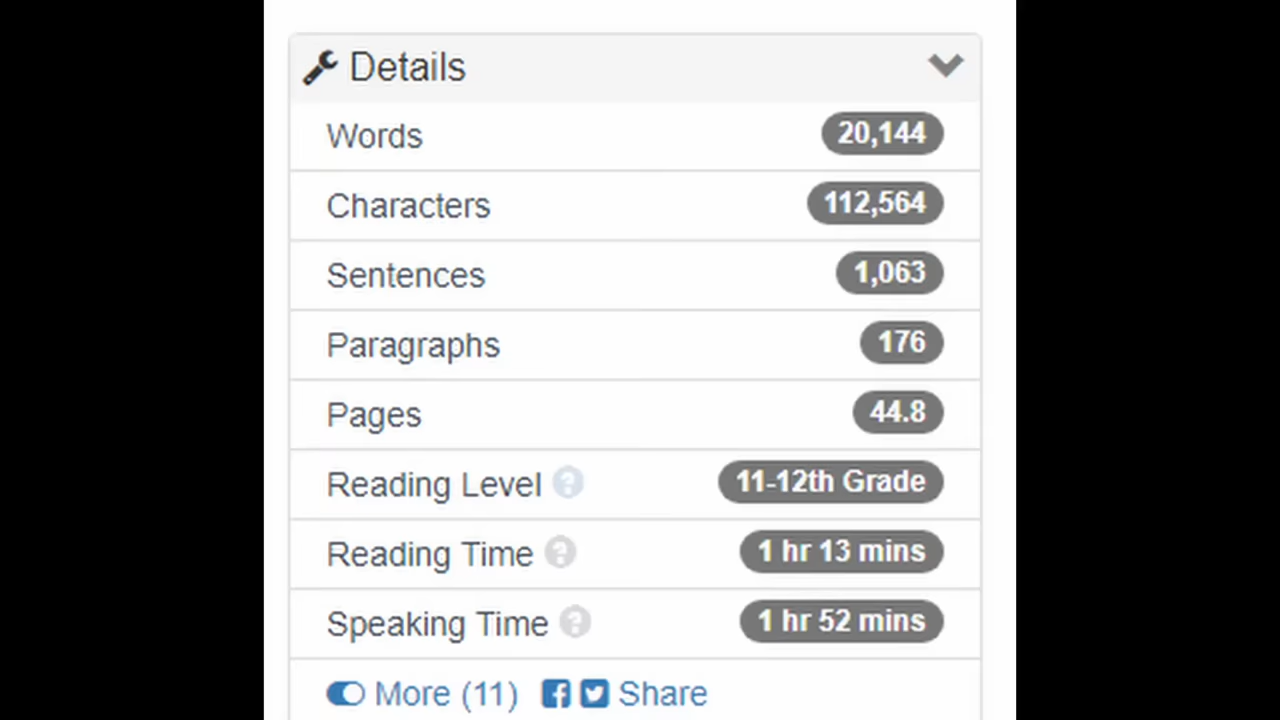 Details
Words 20,144
Characters 112,564
Sentences 1,063
Paragraphs 176
Pages 44.8
Reading Level ? 11-12th Grade
Reading Time ? 1 hr 13 mins
Speaking Time ? 1 hr 52 mins
More (11) Share